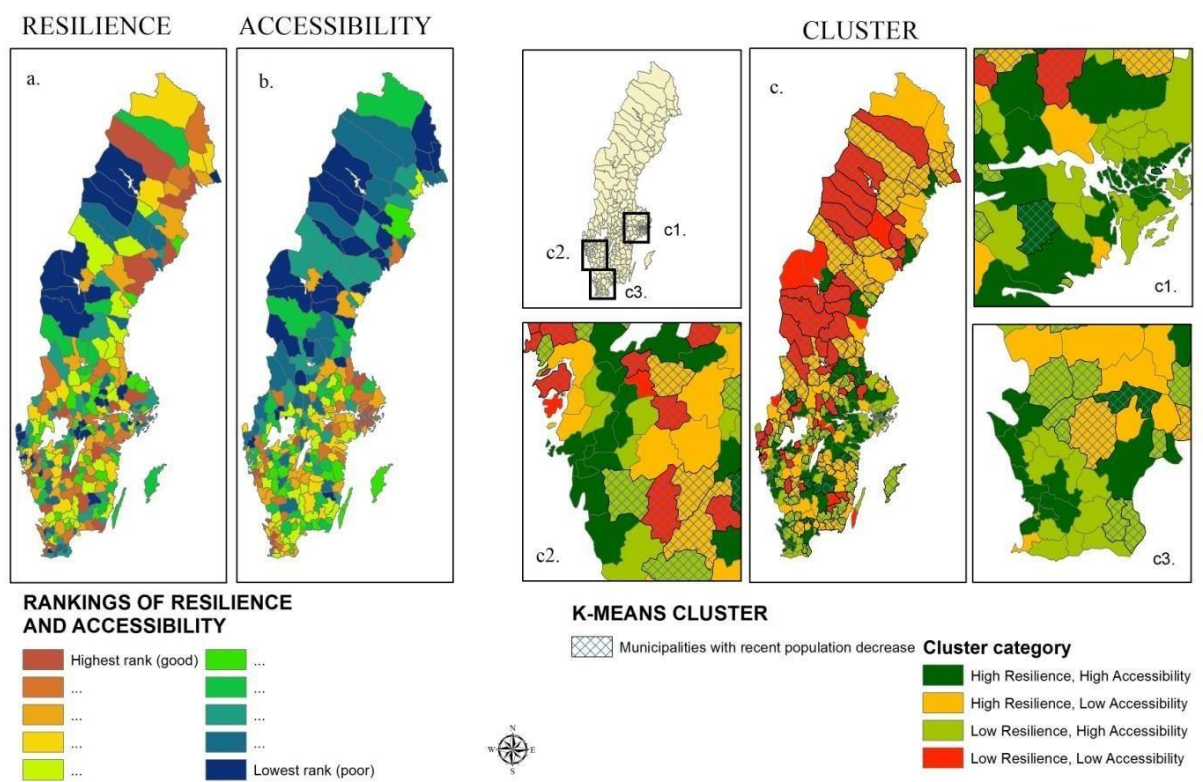 RESILIENCE
ACCESSIBILITY
CLUSTER
a.
b.
c.
c1.
c2.
c3.
c1.
c2.
c3.
RANKINGS OF RESILIENCE
AND ACCESSIBILITY
Highest rank (good)
...
...
...
...
...
...
...
...
Lowest rank (poor)
N
W
E
S
K-MEANS CLUSTER
Municipalities with recent population decrease
Cluster category
High Resilience, High Accessibility
High Resilience, Low Accessibility
Low Resilience, High Accessibility
Low Resilience, Low Accessibility